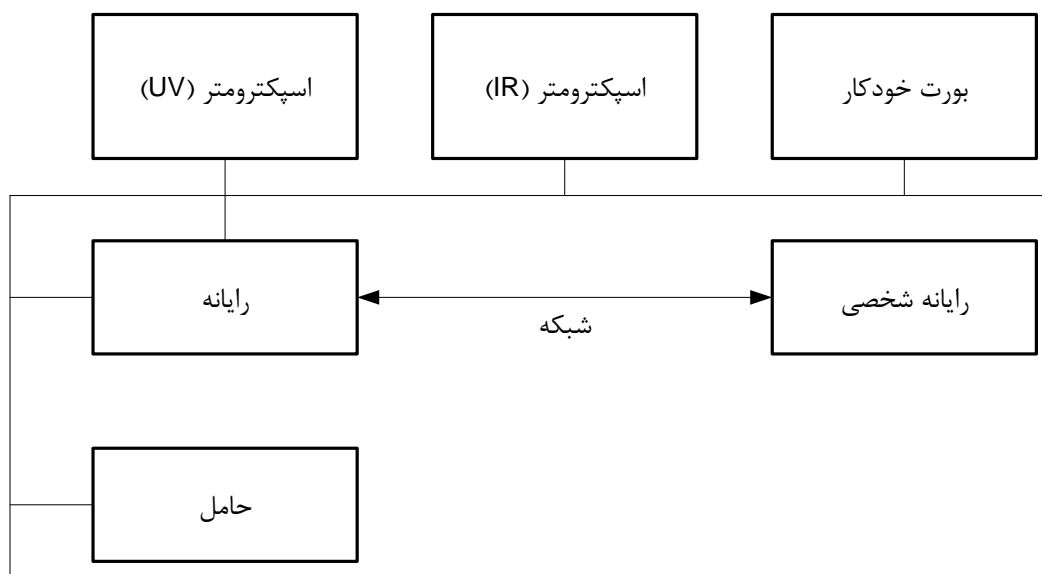 بورت خودکار
اسپکترومتر (IR)
اسپکترومتر (UV)
رایانه شخصی
شبکه
رایانه
حامل